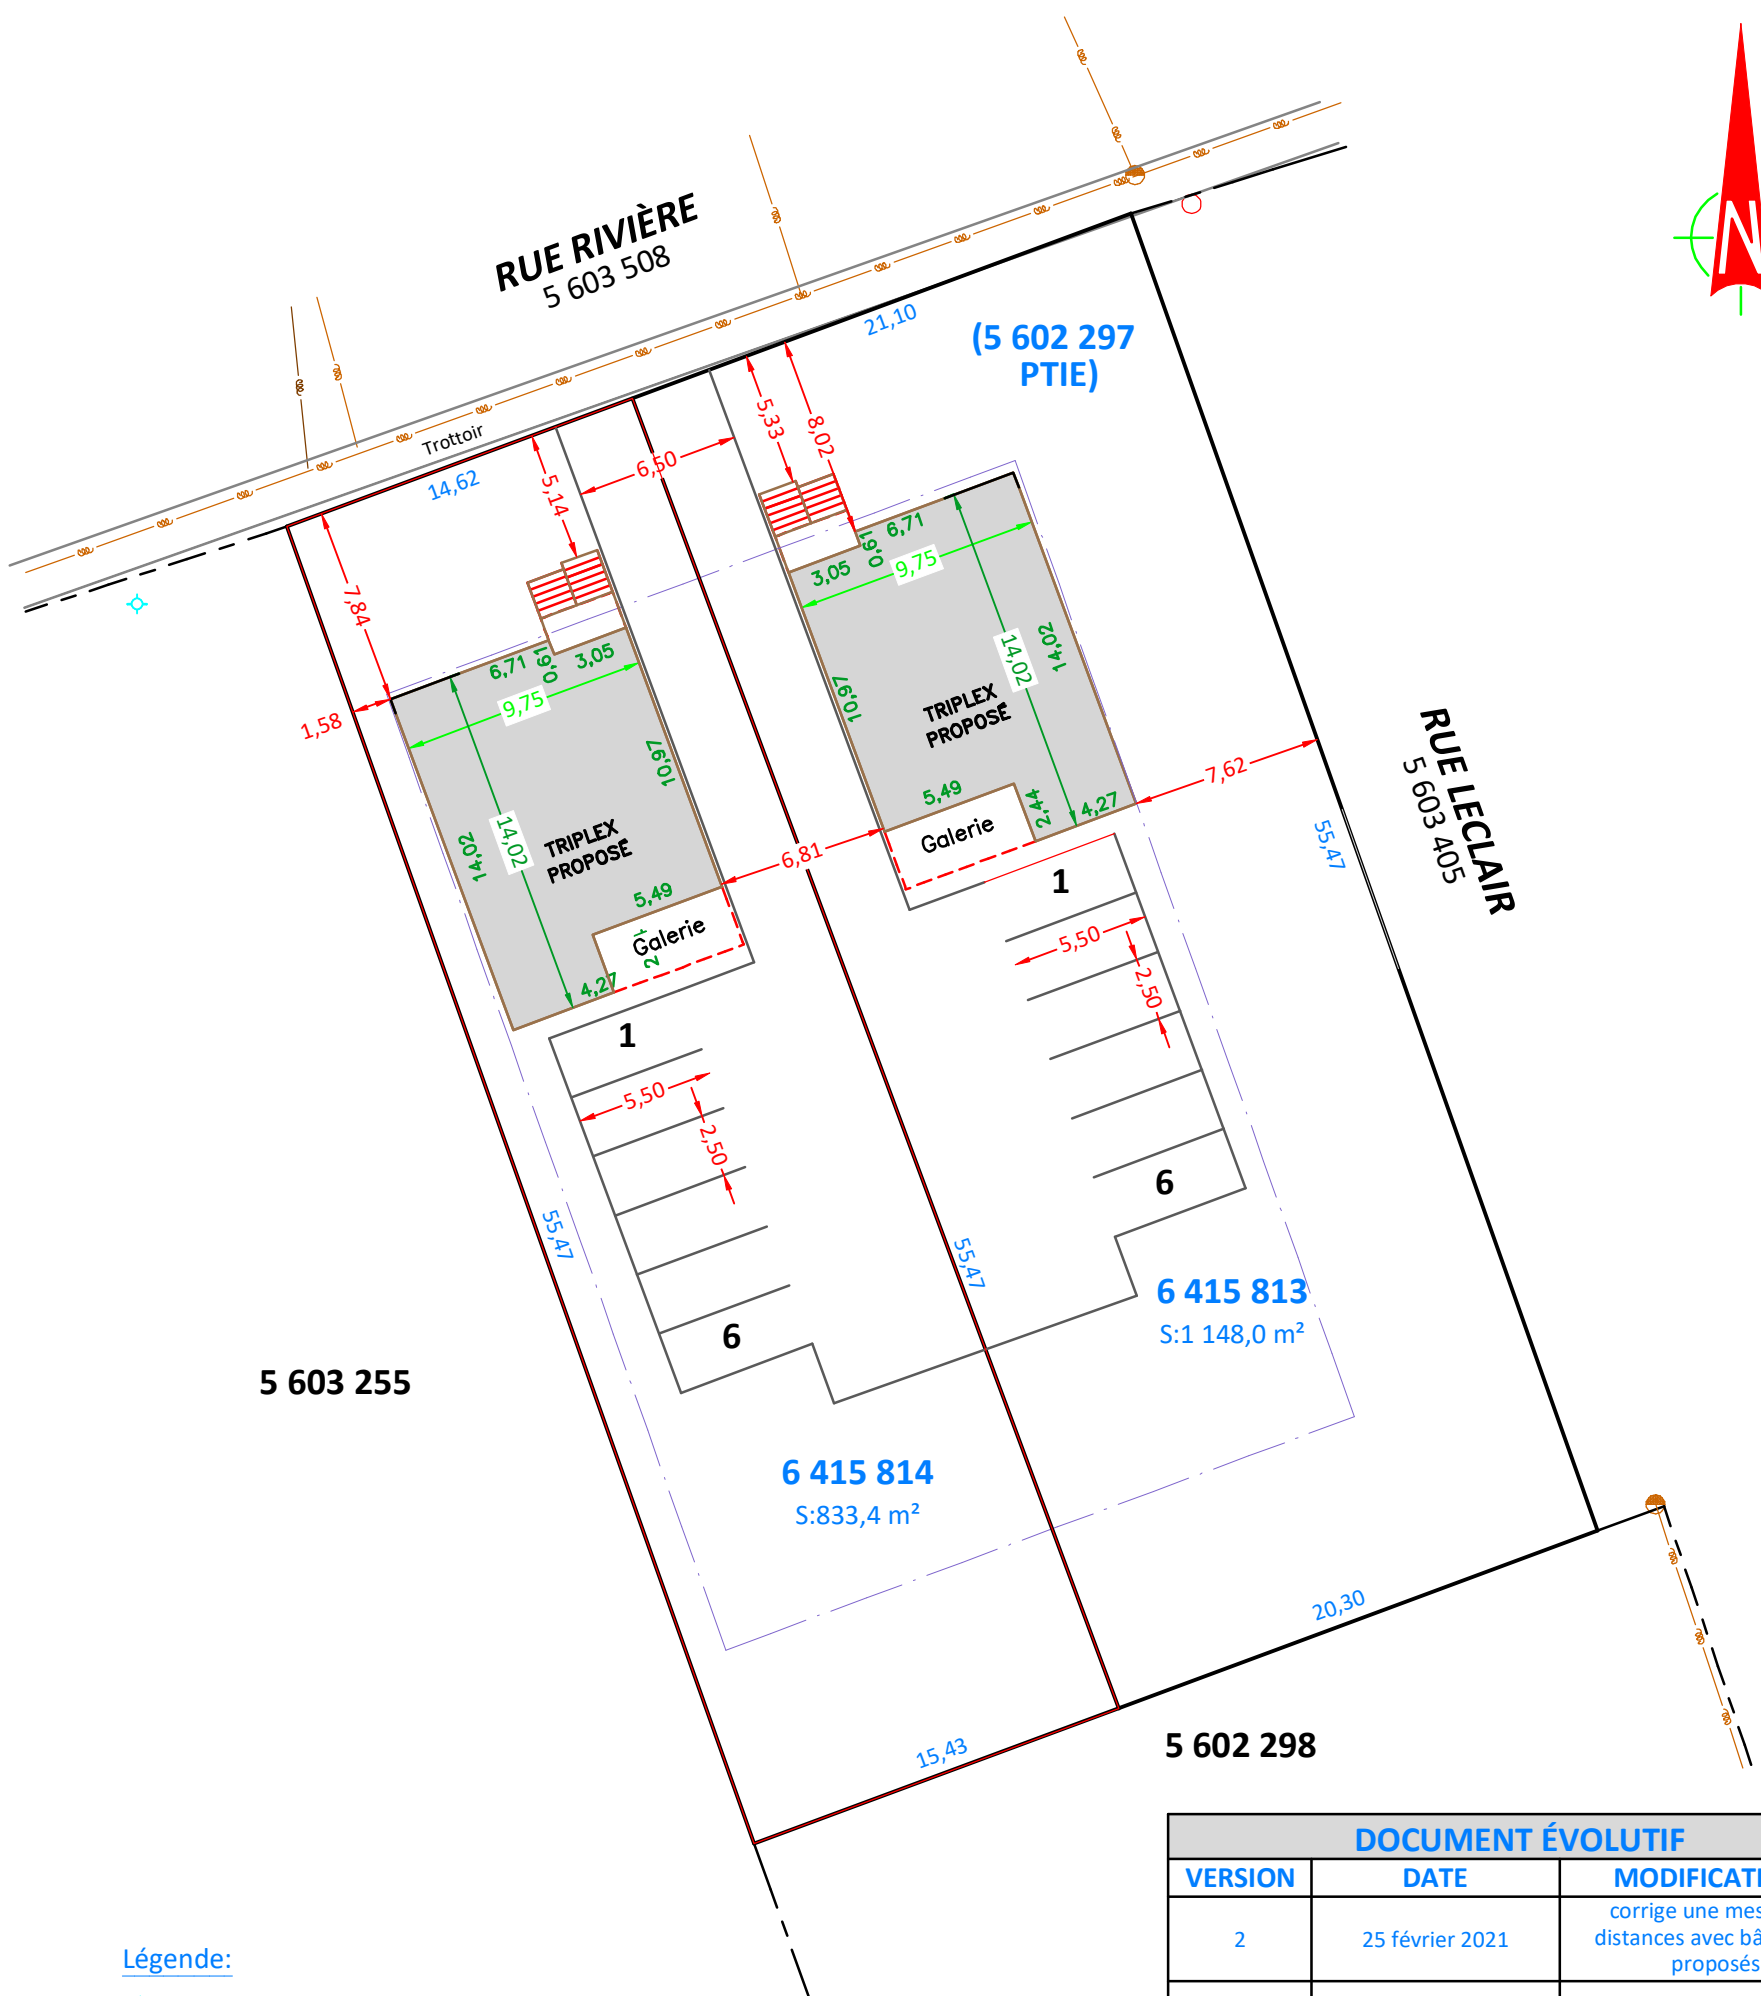 RUE RIVIÈRE
5 603 508
N
21,10
(5 602 297
PTIE)
Trottoir
14,62
5,14
6,50
5,33
8,02
7,84
1,58
6,71
0,61
3,05
9,75
3,05
0,61
6,71
9,75
10,97
14,02
14,02
TRIPLEX
PROPOSÉ
5,49
Galerie
2,44
4,27
7,62
RUE LECLAIR
5 603 405
55,47
10,97
14,02
14,02
TRIPLEX
PROPOSÉ
5,49
Galerie
4,27
6,81
1
5,50
2,50
6
1
5,50
2,50
6
55,47
55,47
6 415 813
S:1 148,0 m²
5 603 255
6 415 814
S:833,4 m²
20,30
15,43
5 602 298
DOCUMENT ÉVOLUTIF
VERSION
DATE
2
25 février 2021
corrige une
distances avec
proposés
Légende: